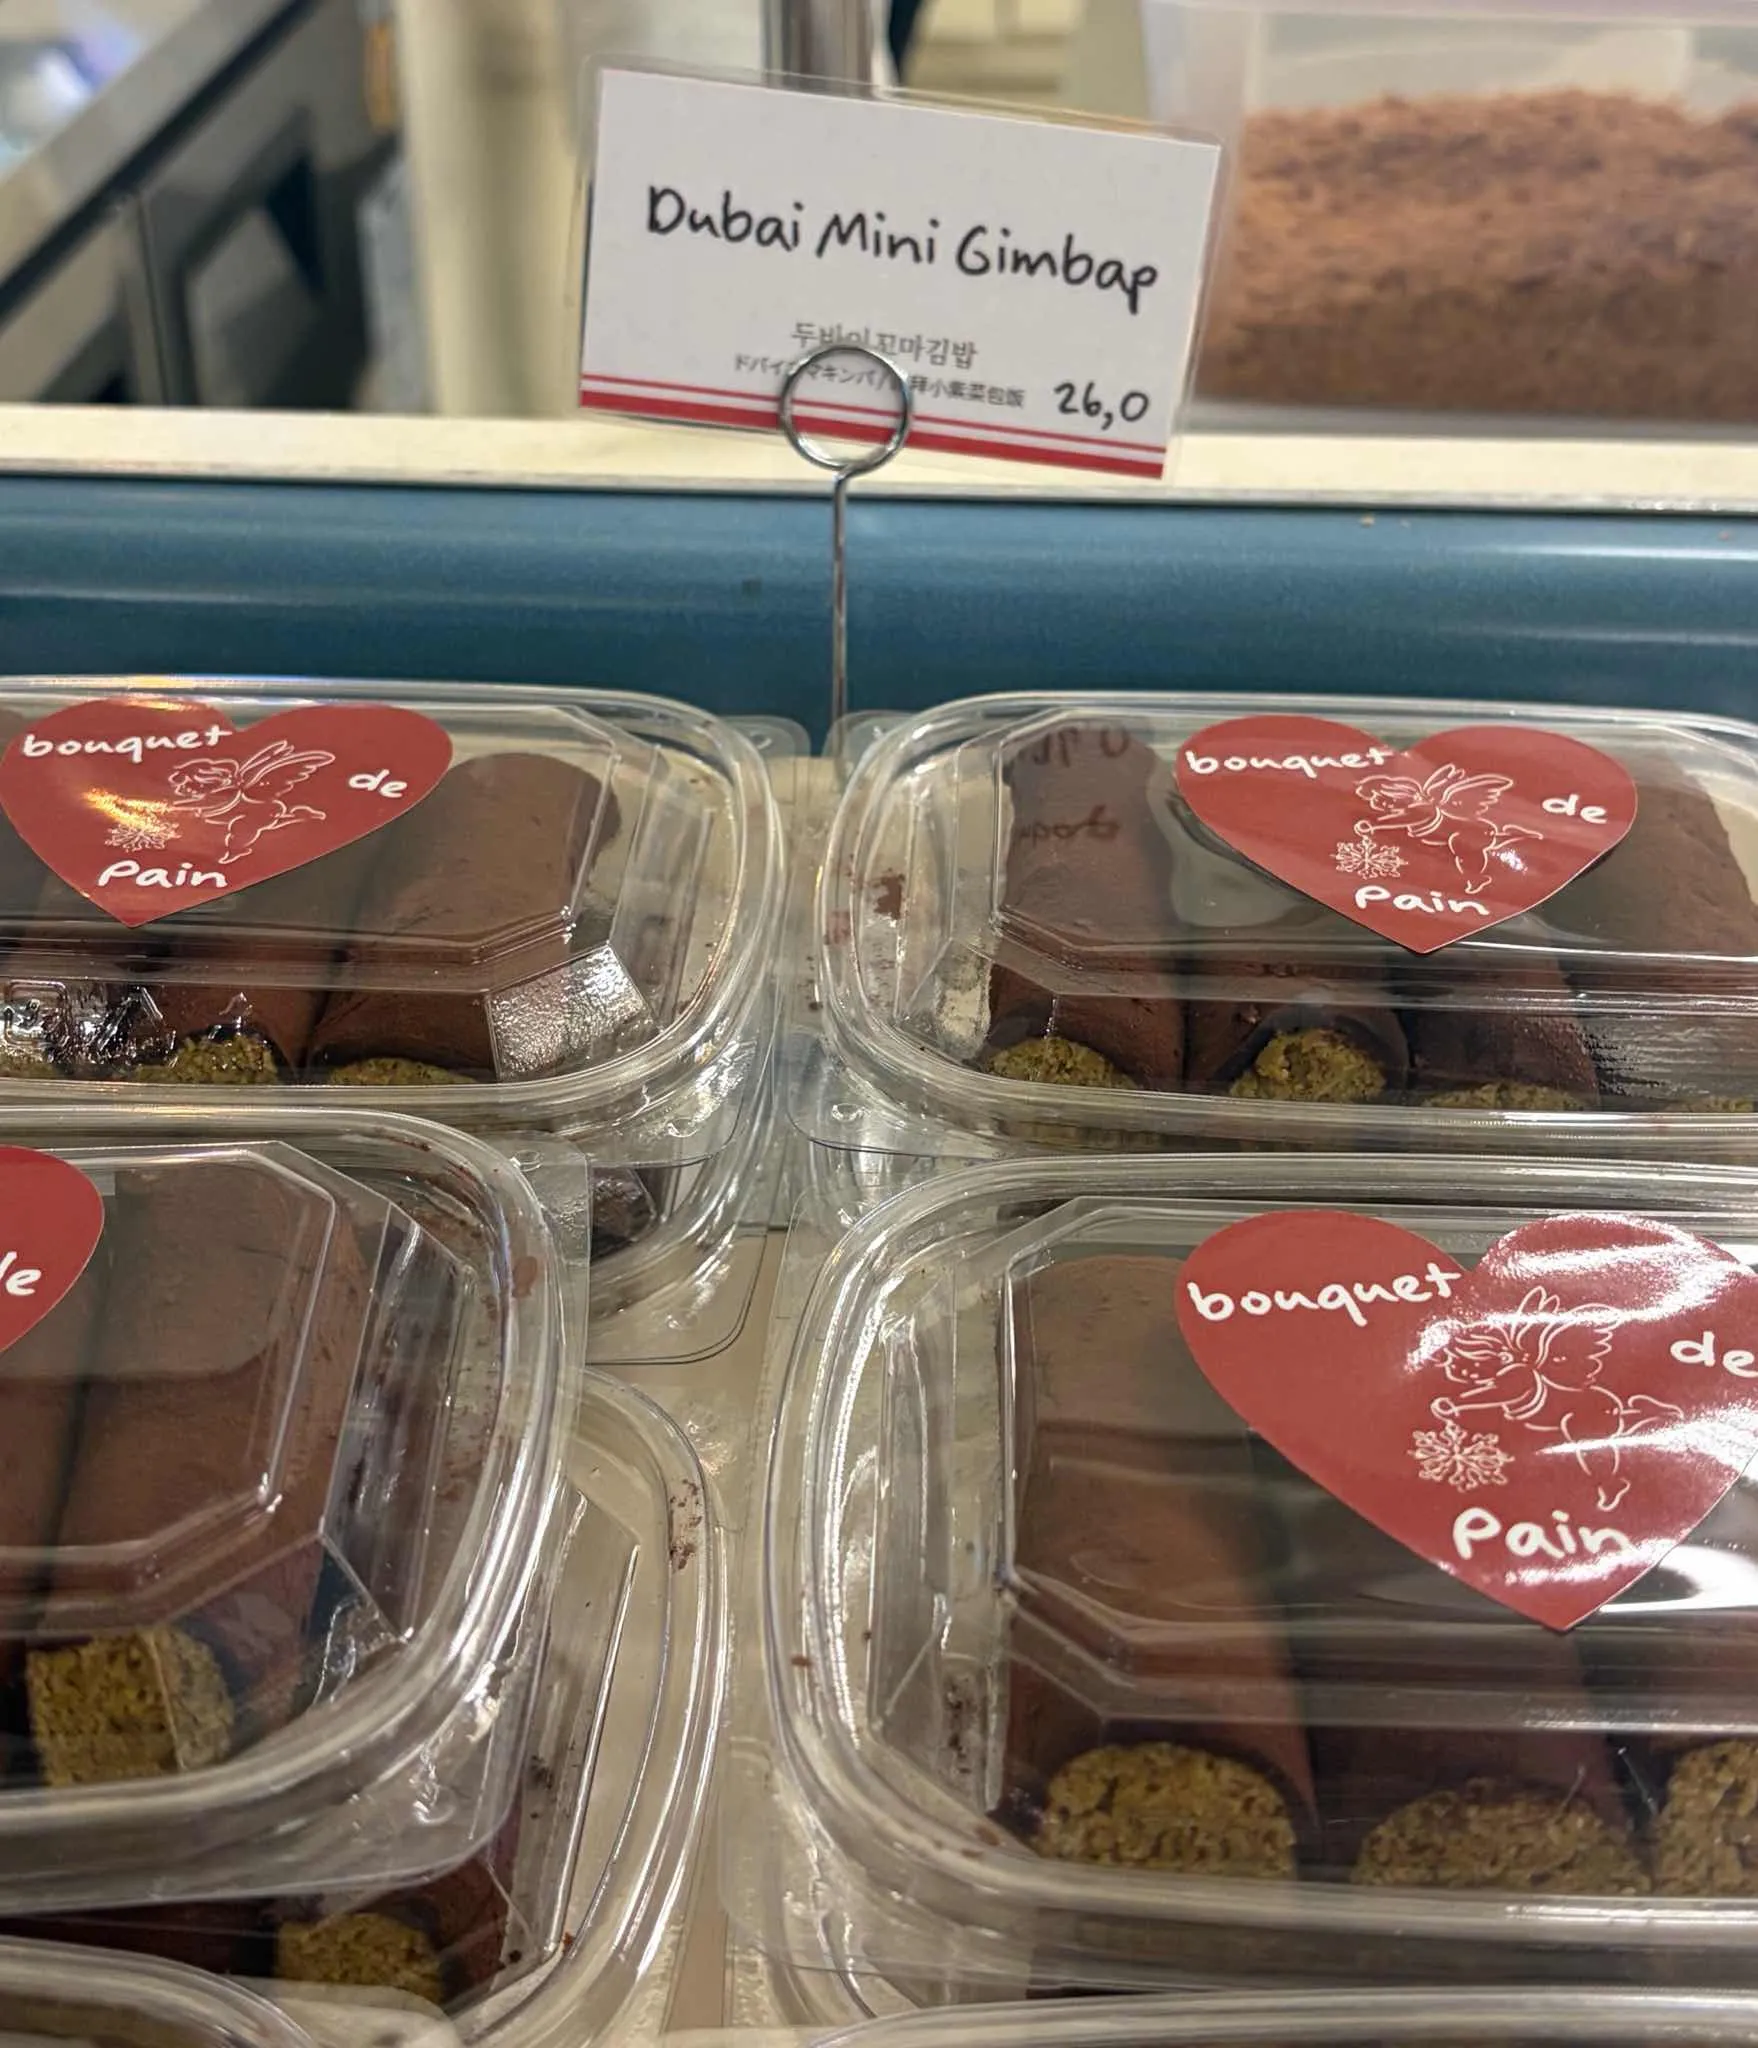 Dubai Mini Gimbap
두바이꼬마김밥
26,0
bouquet
de
Pain
bouquet
de
Pain
de
bouquet
de
Pain